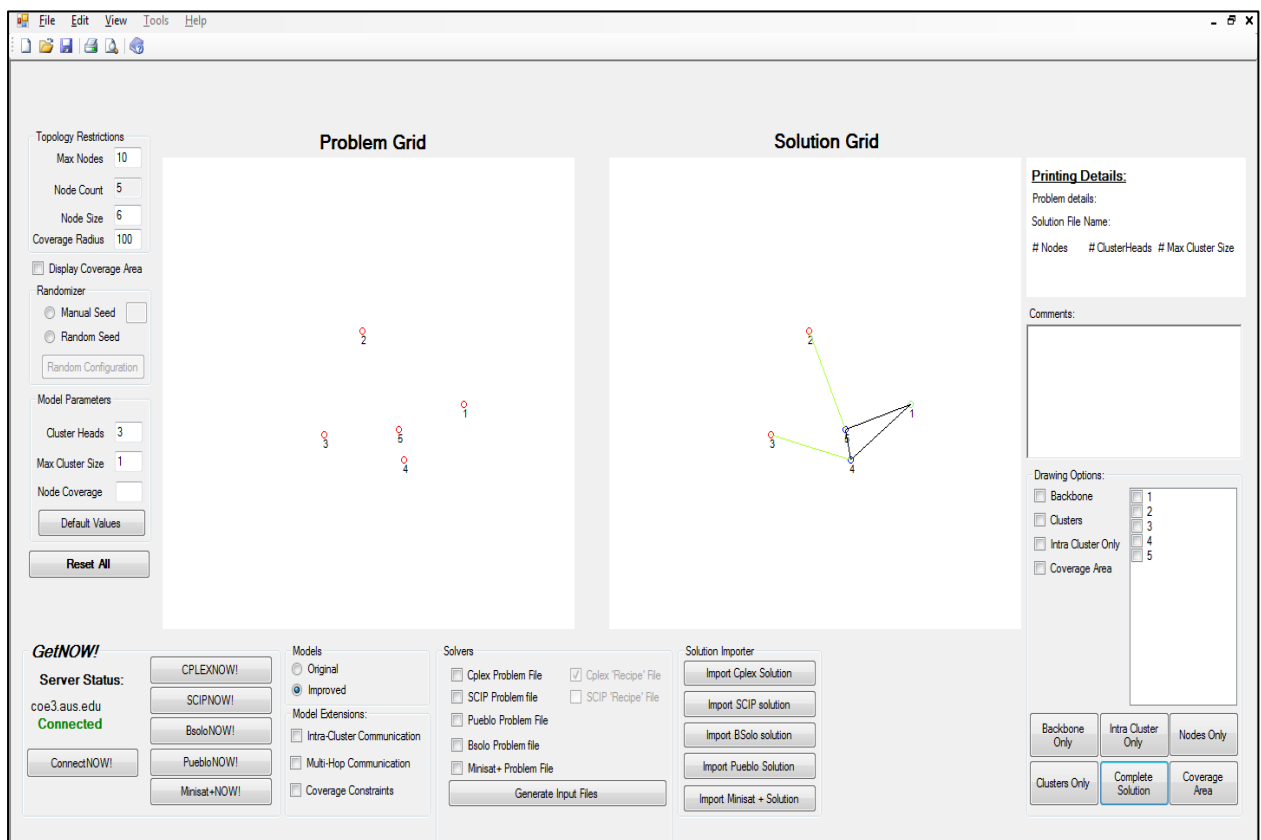 File Edit View Tools Help
Problem Grid
Solution Grid
Topology Restrictions
Max Nodes 10
Node Count 5
Node Size 6
Coverage Radius 100
Display Coverage Area
Randomizer
Manual Seed
Random Seed
Random Configuration
Model Parameters
Cluster Heads 3
Max Cluster Size 1
Node Coverage
Default Values
Reset All
2
1
3
5
4
2
1
3
5
4
Printing Details:
Problem details:
Solution File Name:
# Nodes # ClusterHeads # Max Cluster Size
Comments:
Drawing Options:
Backbone
Clusters
Intra Cluster Only
Coverage Area
1
2
3
4
5
Backbone Only
Intra Cluster Only
Nodes Only
Clusters Only
Complete Solution
Coverage Area
GetNOW!
Server Status:
coe3.aus.edu
Connected
ConnectNOW!
CPLEXNOW!
SCIPNOW!
BsoloNOW!
PuebloNOW!
Minisat+NOW!
Models
Original
Improved
Model Extensions:
Intra-Cluster Communication
Multi-Hop Communication
Coverage Constraints
Solvers
Cplex Problem File
Cplex 'Recipe' File
SCIP Problem file
SCIP 'Recipe' File
Pueblo Problem File
Bsolo Problem file
Minisat+ Problem File
Generate Input Files
Solution Importer
Import Cplex Solution
Import SCIP solution
Import BSolo solution
Import Pueblo Solution
Import Minisat + Solution